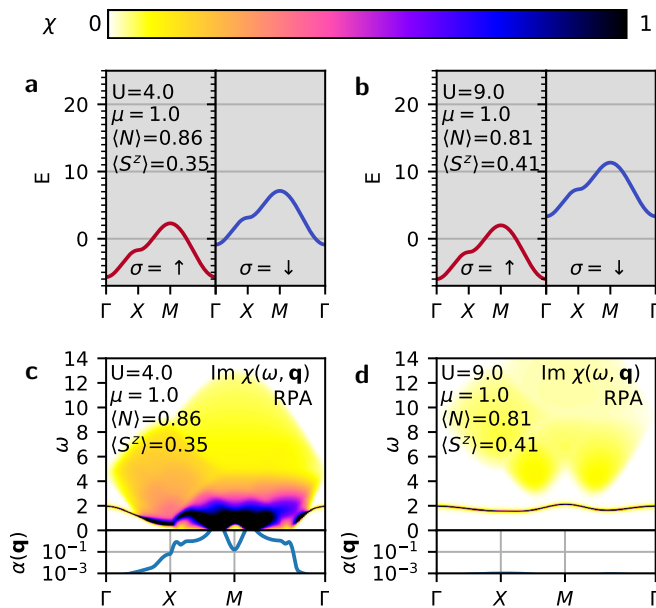 χ 0 1
a
U=4.0
μ = 1.0
⟨N⟩=0.86
⟨S^z⟩=0.35
σ = ↑
σ = ↓
E
20
10
0
Γ X M Γ
b
U=9.0
μ = 1.0
⟨N⟩=0.81
⟨S^z⟩=0.41
σ = ↑
σ = ↓
E
20
10
0
Γ X M Γ
c
U=4.0
μ = 1.0
⟨N⟩=0.86
⟨S^z⟩=0.35
Im χ(ω, q)
RPA
ω
14
12
10
8
6
4
2
0
α(q)
10^−1
10^−3
Γ X M Γ
d
U=9.0
μ = 1.0
⟨N⟩=0.81
⟨S^z⟩=0.41
Im χ(ω, q)
RPA
ω
14
12
10
8
6
4
2
0
α(q)
10^−1
10^−3
Γ X M Γ